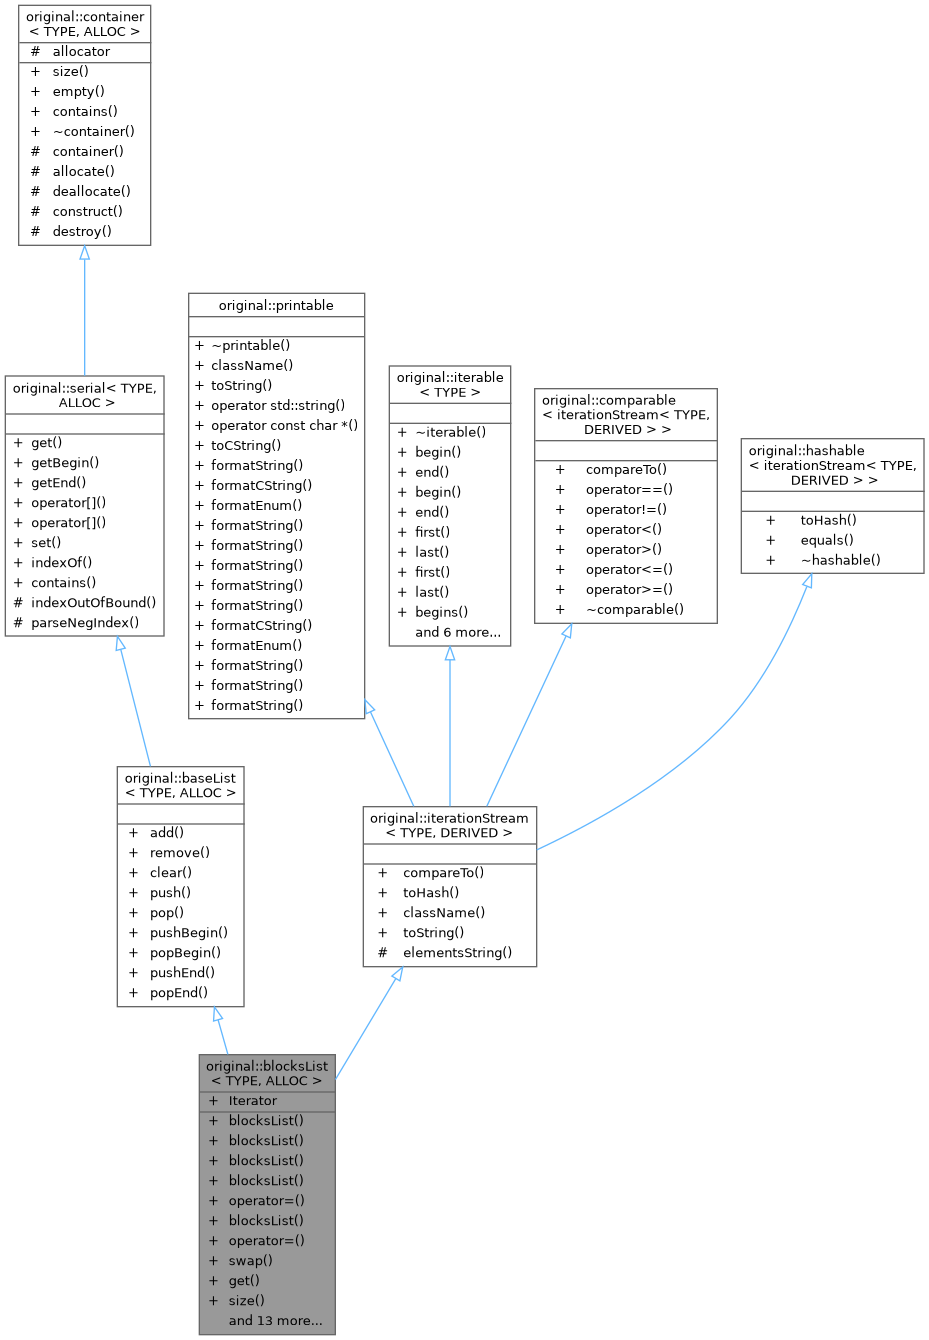 original::container
< TYPE, ALLOC >
# allocator
+ size()
+ empty()
+ contains()
+ ~container()
# container()
# allocate()
# deallocate()
# construct()
# destroy()
original::printable
+ ~printable()
+ className()
+ toString()
+ operator std::string()
+ operator const char *()
+ toCString()
+ formatString()
+ formatCString()
+ formatEnum()
+ formatString()
+ formatString()
+ formatString()
+ formatString()
+ formatString()
+ formatCString()
+ formatEnum()
+ formatString()
+ formatString()
+ formatString()
original::iterable
< TYPE >
+ ~iterable()
+ begin()
+ end()
+ begin()
+ end()
+ first()
+ last()
+ first()
+ last()
+ begins()
and 6 more...
original::serial< TYPE,
ALLOC >
+ get()
+ getBegin()
+ getEnd()
+ operator[]()
+ operator[]()
+ set()
+ indexOf()
+ contains()
# indexOutOfBound()
# parseNegIndex()
original::comparable
< iterationStream< TYPE,
DERIVED > >
+ compareTo()
+ operator==()
+ operator!=()
+ operator<()
+ operator>()
+ operator<=()
+ operator>=()
+ ~comparable()
original::hashable
< iterationStream< TYPE,
DERIVED > >
+ toHash()
+ equals()
+ ~hashable()
original::baseList
< TYPE, ALLOC >
+ add()
+ remove()
+ clear()
+ push()
+ pop()
+ pushBegin()
+ popBegin()
+ pushEnd()
+ popEnd()
original::iterationStream
< TYPE, DERIVED >
+ compareTo()
+ toHash()
+ className()
+ toString()
# elementsString()
original::blocksList
< TYPE, ALLOC >
+ Iterator
+ blocksList()
+ blocksList()
+ blocksList()
+ blocksList()
+ operator=()
+ blocksList()
+ operator=()
+ swap()
+ get()
+ size()
and 13 more...